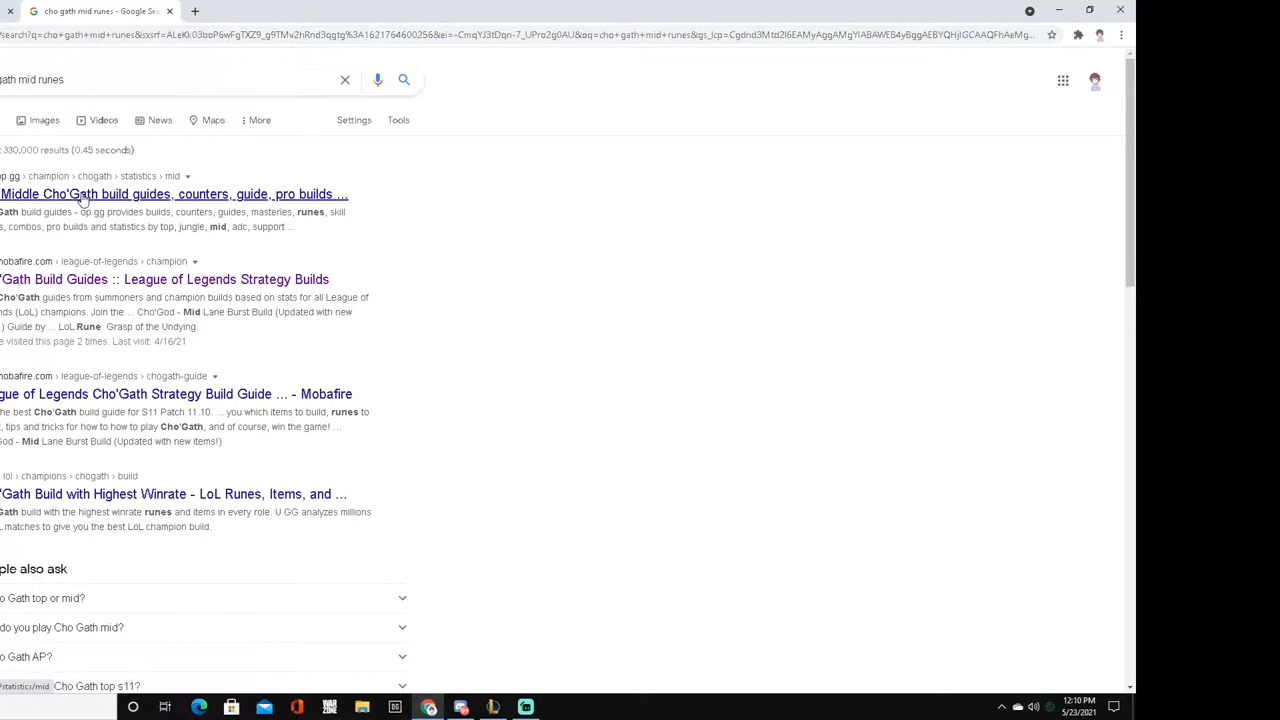 cho gath mid runes - Google Sea
gath mid runes
Images
Videos
News
Maps
More
Settings
Tools
330,000 results (0.45 seconds)
op.gg › champion › chogath › statistics › mid
Middle Cho'Gath build guides, counters, guide, pro builds ...
Gath build guides - op.gg provides builds, counters, guides, masteries, runes, skill
s, combos, pro builds and statistics by top, jungle, mid, adc, support ...
mobafire.com › league-of-legends › champion
'Gath Build Guides :: League of Legends Strategy Builds
Cho'Gath guides from summoners and champion builds based on stats for all League of
nds (LoL) champions. Join the ... Cho'God - Mid Lane Burst Build (Updated with new
) Guide by ... LoL Rune: Grasp of the Undying.
e visited this page 2 times. Last visit: 4/16/21
mobafire.com › league-of-legends › chogath-guide
gue of Legends Cho'Gath Strategy Build Guide ... - Mobafire
he best Cho'Gath build guide for S11 Patch 11.10. ... you which items to build, runes to
, tips and tricks for how to how to play Cho'Gath, and of course, win the game! ...
God - Mid Lane Burst Build (Updated with new items!)
lol › champions › chogath › build
'Gath Build with Highest Winrate - LoL Runes, Items, and ...
Gath build with the highest winrate runes and items in every role. U GG analyzes millions
L matches to give you the best LoL champion build.
ple also ask
o Gath top or mid?
do you play Cho Gath mid?
o Gath AP?
Cho Gath top s11?
/statistics/mid
WAR
ZONE
12:10 PM
5/23/2021